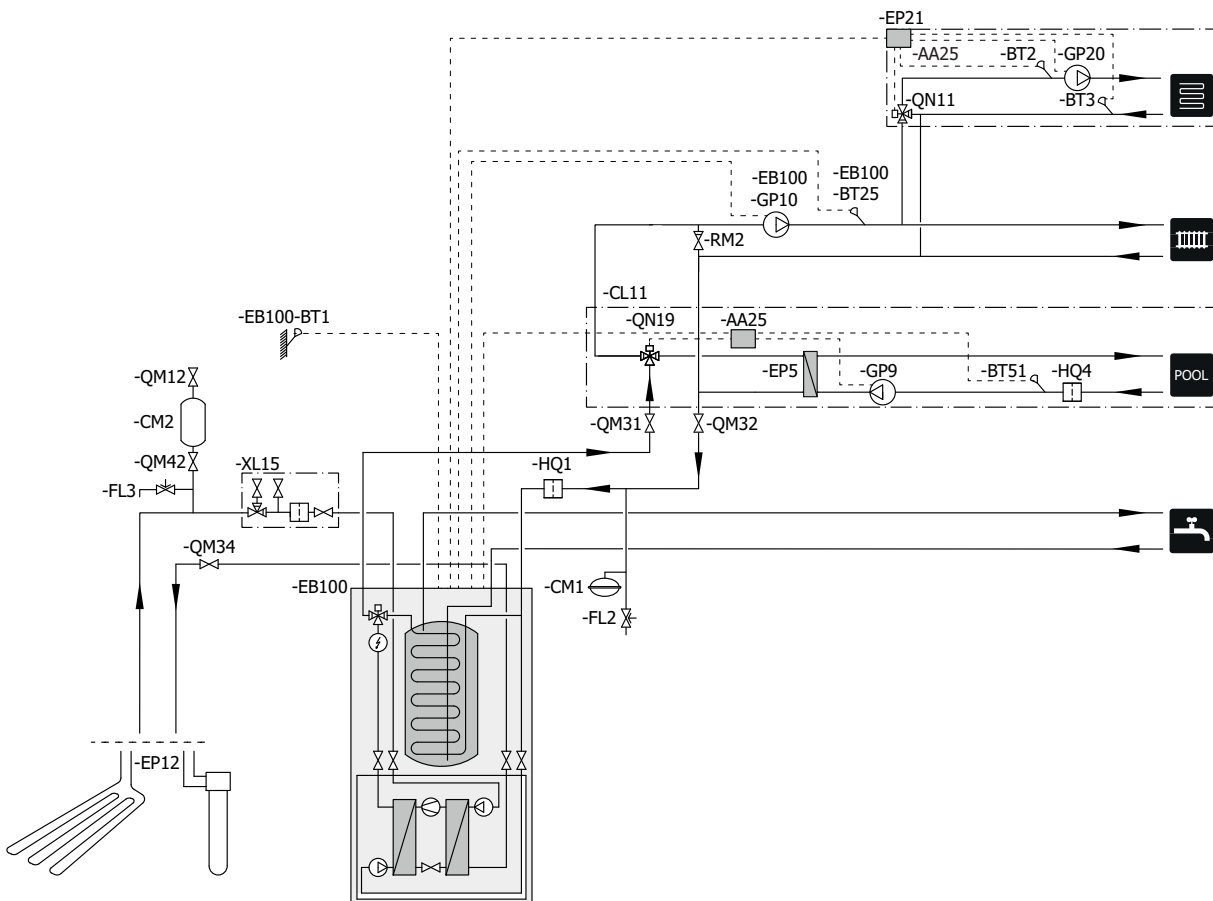 -EP21
-AA25
-BT2
-GP20
-QN11
-BT3
-EB100
-GP10
-EB100
-BT25
-RM2
-CL11
-EB100-BT1
-QN19
-AA25
-QM12
-EP5
-GP9
-BT51
-HQ4
POOL
-CM2
-QM31
-QM32
-QM42
-XL15
-HQ1
-FL3
-QM34
-EB100
-CM1
-FL2
-EP12